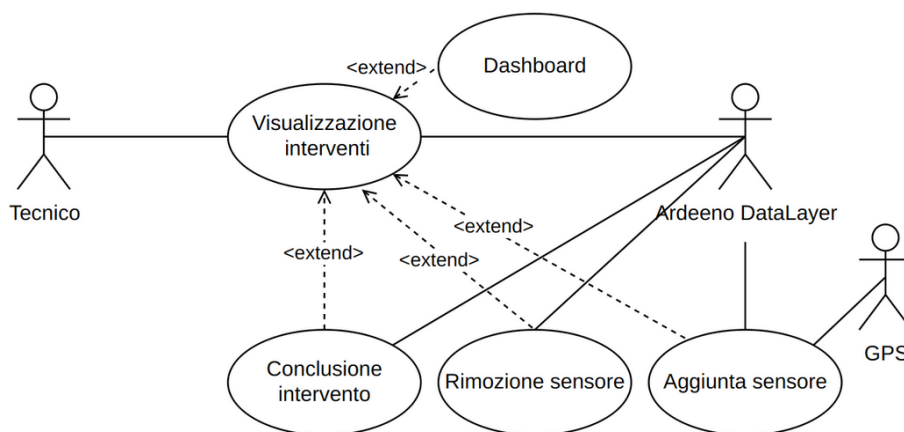 Dashboard
<extend>
Visualizzazione
interventi
Tecnico
Ardeeno DataLayer
<extend>
<extend>
<extend>
GPS
Conclusione
intervento
Rimozione sensore
Aggiunta sensore